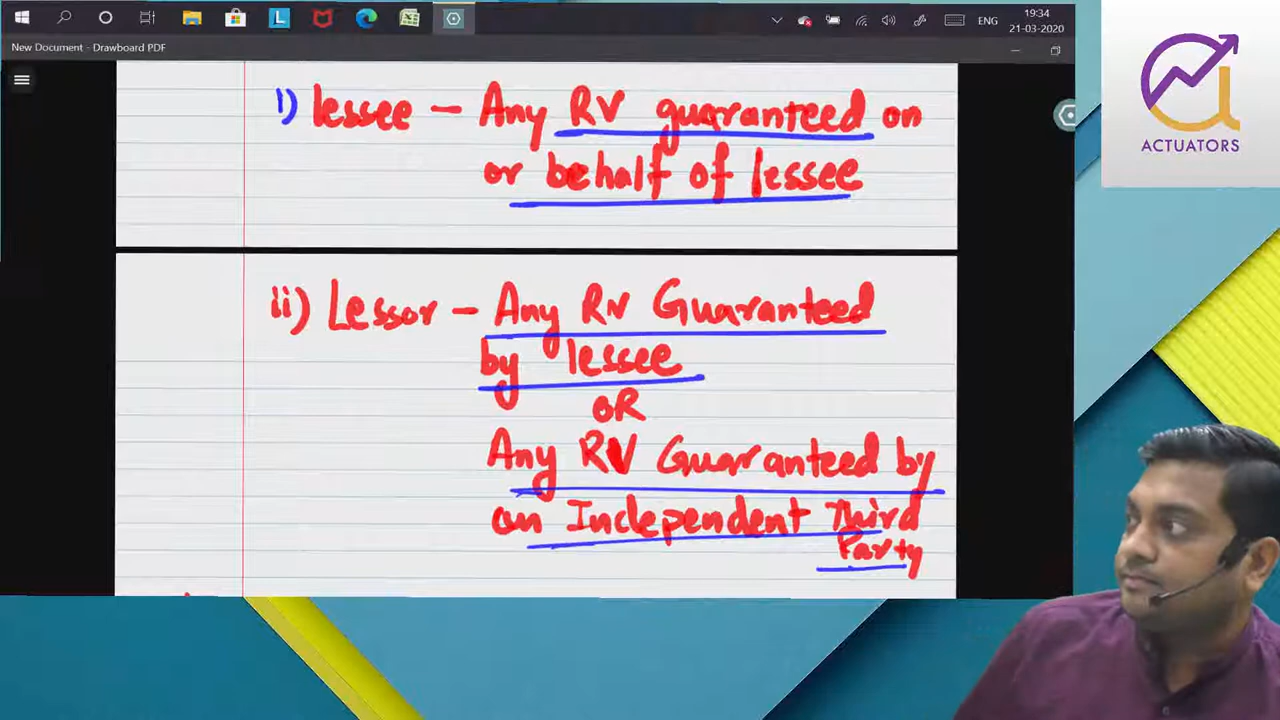 19:34
ENG
21-03-2020
New Document - Drawboard PDF
ACTUATORS
i) lessee - Any RV guaranteed on
or behalf of lessee
ii) Lessor - Any RV Guaranteed
by lessee
OR
Any RV Guaranteed by
an Independent Third
Party